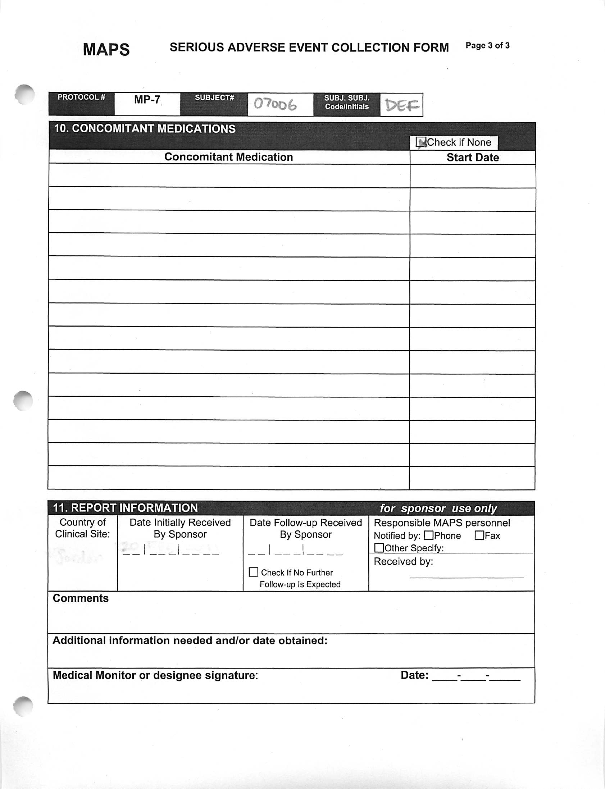 MAPS SERIOUS ADVERSE EVENT COLLECTION FORM Page 3 of 3
PROTOCOL # MP-7 SUBJECT# 07006 SUBJ. SUBJ. Code/Initials DEF
10. CONCOMITANT MEDICATIONS
Check if None
Concomitant Medication Start Date
11. REPORT INFORMATION for sponsor use only
Country of Clinical Site:
Date Initially Received By Sponsor
Date Follow-up Received By Sponsor
Check If No Further Follow-up Is Expected
Responsible MAPS personnel
Notified by: Phone Fax
Other Specify:
Received by:
Comments
Additional information needed and/or date obtained:
Medical Monitor or designee signature: Date: ____-____-____